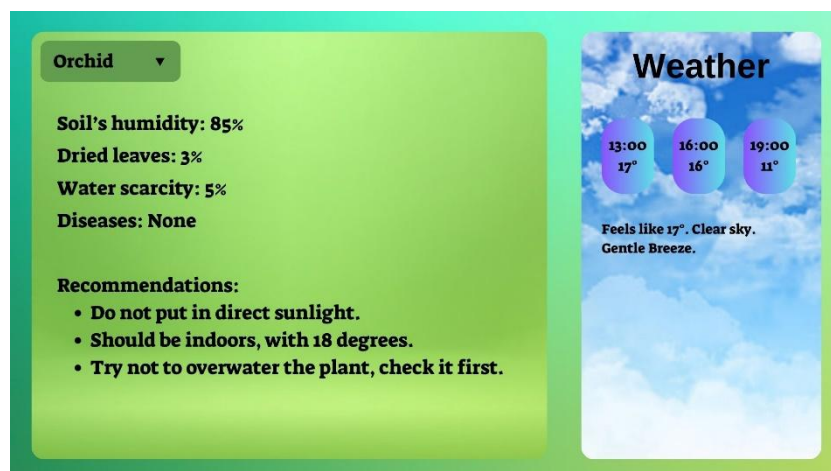 Orchid ▼
Soil's humidity: 85%
Dried leaves: 3%
Water scarcity: 5%
Diseases: None
Recommendations:
• Do not put in direct sunlight.
• Should be indoors, with 18 degrees.
• Try not to overwater the plant, check it first.
Weather
13:00 16:00 19:00
17° 16° 11°
Feels like 17°. Clear sky.
Gentle Breeze.